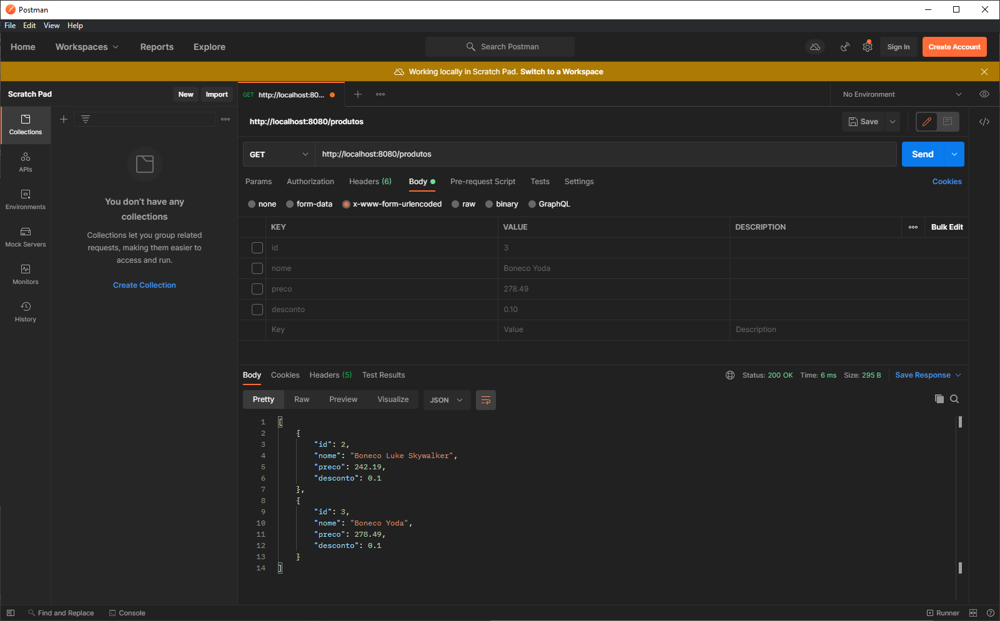 Postman
File Edit View Help
Home Workspaces Reports Explore Search Postman Sign In Create Account
Working locally in Scratch Pad. Switch to a Workspace
Scratch Pad New Import GET http://localhost:80... No Environment
http://localhost:8080/produtos Save
Collections
APIs
Environments
Mock Servers
Monitors
History
You don't have any
collections
Collections let you group related
requests, making them easier to
access and run.
Create Collection
GET http://localhost:8080/produtos Send
Params Authorization Headers (6) Body Pre-request Script Tests Settings Cookies
none form-data x-www-form-urlencoded raw binary GraphQL
KEY VALUE DESCRIPTION Bulk Edit
id 3
nome Boneco Yoda
preco 278.49
desconto 0.10
Key Value Description
Body Cookies Headers (5) Test Results Status: 200 OK Time: 6 ms Size: 295 B Save Response
Pretty Raw Preview Visualize JSON
1 [
2 {
3 "id": 2,
4 "nome": "Boneco Luke Skywalker",
5 "preco": 242.19,
6 "desconto": 0.1
7 },
8 {
9 "id": 3,
10 "nome": "Boneco Yoda",
11 "preco": 278.49,
12 "desconto": 0.1
13 }
14 ]
Find and Replace Console Runner